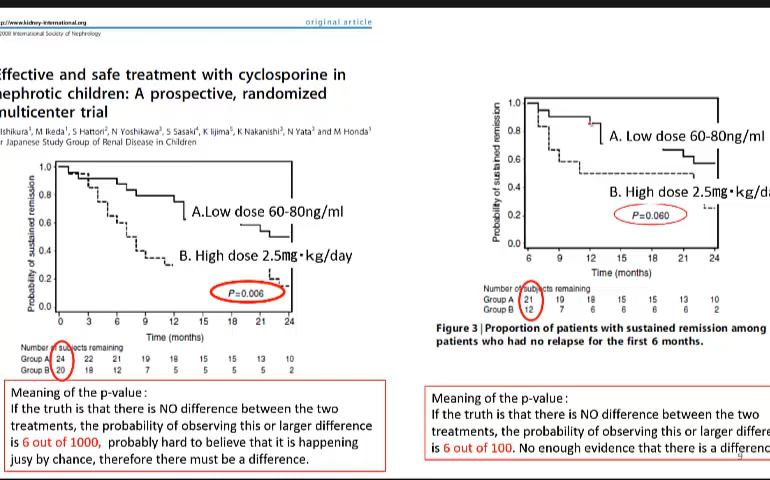 p://www.kidney-international.org
original article
2008 International Society of Nephrology
Effective and safe treatment with cyclosporine in
nephrotic children: A prospective, randomized
multicenter trial
Ishikura¹, M Ikeda¹, S Hattori², N Yoshikawa³, S Sasaki⁴, K Iijima⁵, K Nakanishi³, N Yata³ and M Honda¹
r Japanese Study Group of Renal Disease in Children
Probability of sustained remission
1.0
0.8
0.6
0.4
0.2
0.0
A.Low dose 60-80ng/ml
B. High dose 2.5mg・kg/day
P=0.006
0 3 6 9 12 15 18 21 24
Time (months)
Number of subjects remaining
Group A 24 22 21 19 18 15 15 13 10
Group B 20 18 12 7 5 5 5 5 2
Meaning of the p-value :
If the truth is that there is NO difference between the two
treatments, the probability of observing this or larger difference
is 6 out of 1000, probably hard to believe that it is happening
jusy by chance, therefore there must be a difference.
Probability of sustained remission
1.0
0.8
0.6
0.4
0.2
0.0
A. Low dose 60-80ng/ml
B. High dose 2.5mg・kg/da
P=0.060
6 9 12 15 18 21 24
Time (months)
Number of subjects remaining
Group A 21 19 18 15 15 13 10
Group B 12 7 6 6 6 6 2
Figure 3 | Proportion of patients with sustained remission among
patients who had no relapse for the first 6 months.
Meaning of the p-value :
If the truth is that there is NO difference between the two
treatments, the probability of observing this or larger differe
is 6 out of 100. No enough evidence that there is a differenc